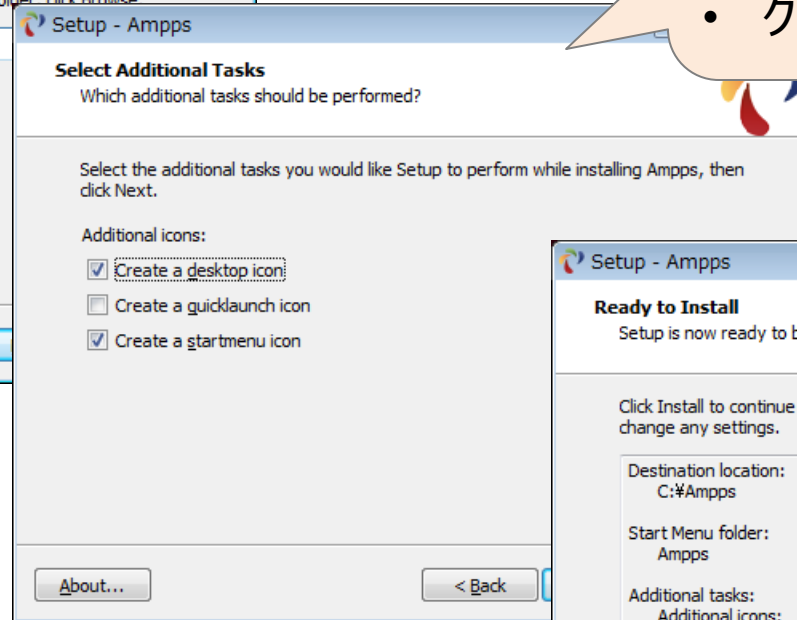 Setup - Ampps
Select Additional Tasks
Which additional tasks should be performed?
Select the additional tasks you would like Setup to perform while installing Ampps, then
click Next.
Additional icons:
Create a desktop icon
Create a quicklaunch icon
Create a startmenu icon
About...
< Back
•
Setup - Ampps
Ready to Install
Setup is now ready to
Click Install to continue
change any settings.
Destination location:
C:¥Ampps
Start Menu folder:
Ampps
Additional tasks:
Additional icons: